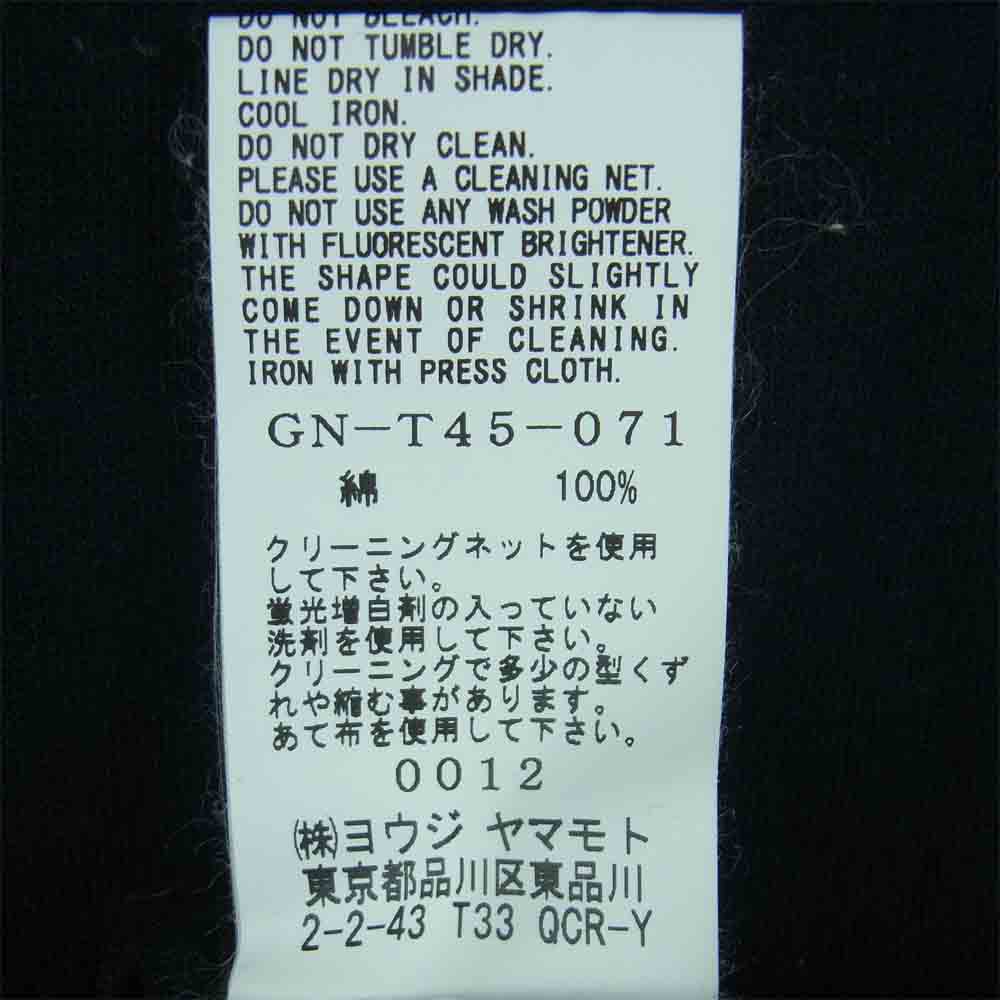 DO NOT BLEACH.
DO NOT TUMBLE DRY.
LINE DRY IN SHADE.
COOL IRON.
DO NOT DRY CLEAN.
PLEASE USE A CLEANING NET.
DO NOT USE ANY WASH POWDER
WITH FLUORESCENT BRIGHTENER.
THE SHAPE COULD SLIGHTLY
COME DOWN OR SHRINK IN
THE EVENT OF CLEANING.
IRON WITH PRESS CLOTH.
GN-T45-071
綿 100%
クリーニングネットを使用
して下さい。
蛍光増白剤の入っていない
洗剤を使用して下さい。
クリーニングで多少の型くず
れや縮む事があります。
あて布を使用して下さい。
0012
㈱ヨウジ ヤマモト
東京都品川区東品川
2-2-43 T33 QCR-Y